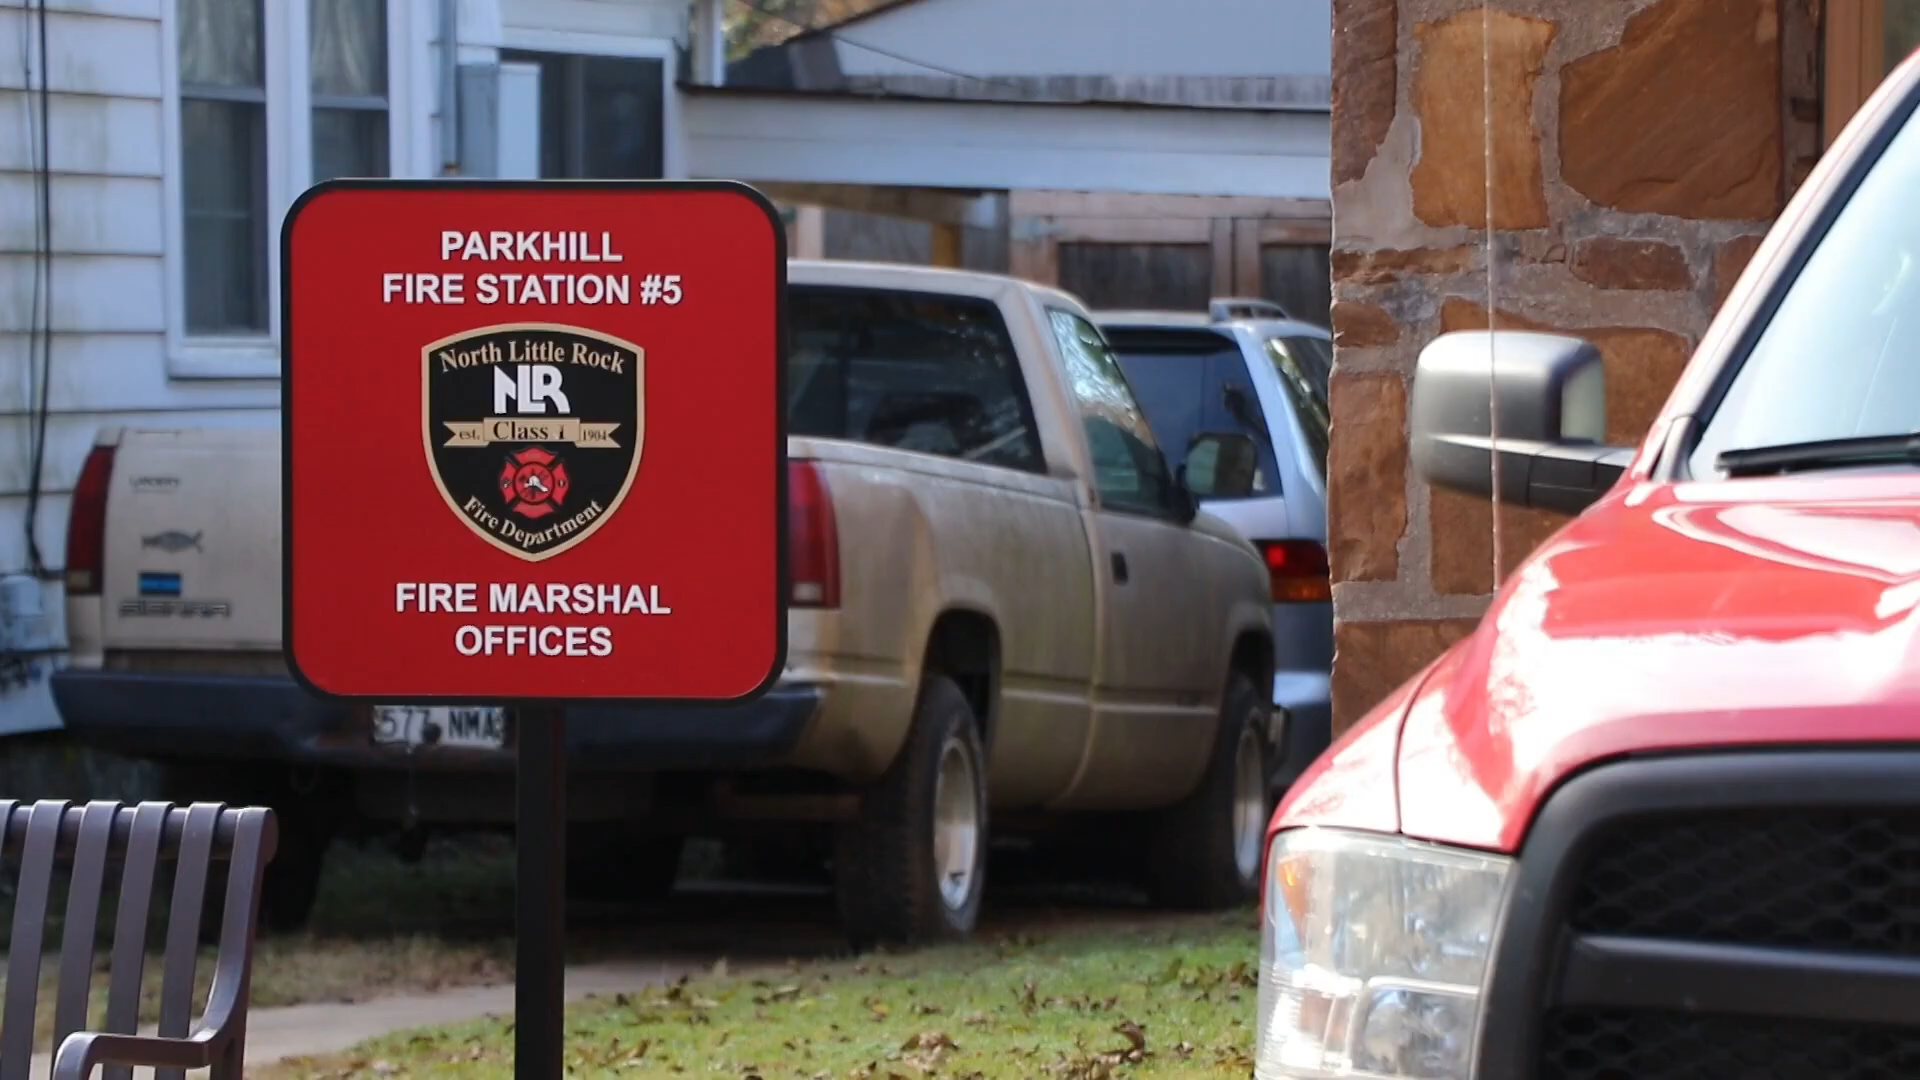 PARKHILL
FIRE STATION #5
North Little Rock
NLR
est. Class 1 1904
Fire Department
FIRE MARSHAL
OFFICES
577 NMA
SIERRA